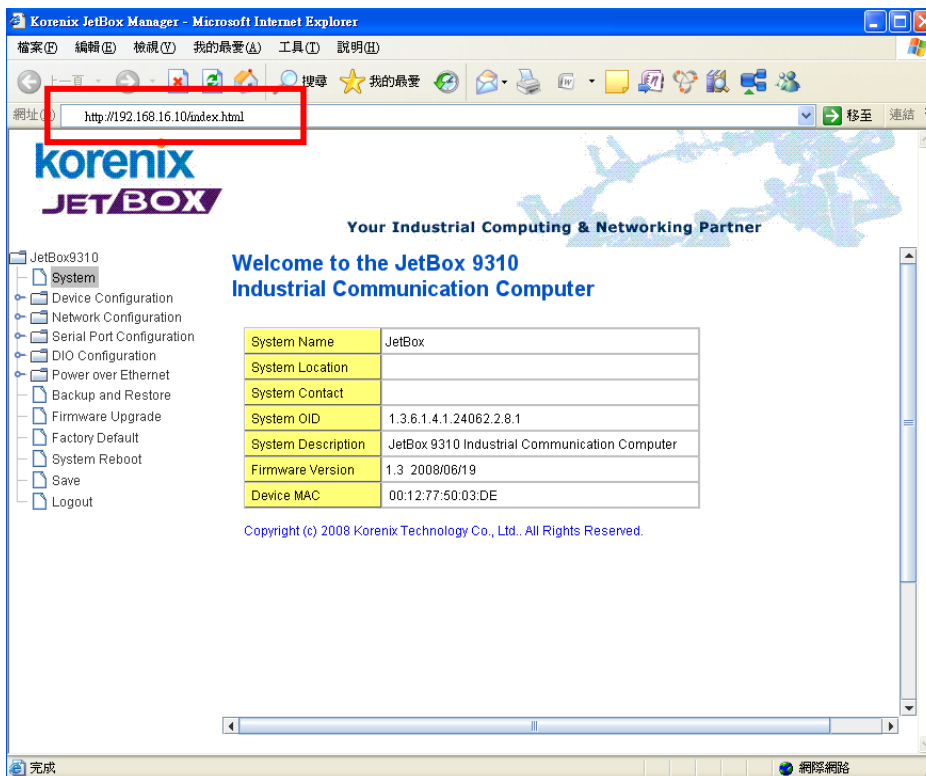 Korenix JetBox Manager - Microsoft Internet Explorer
檔案(F) 編輯(E) 檢視(V) 我的最愛(A) 工具(T) 說明(H)
上一頁 搜尋 我的最愛
網址(D) http://192.168.16.10/index.html 移至 連結
korenix
JETBOX
Your Industrial Computing & Networking Partner
JetBox9310
System
Device Configuration
Network Configuration
Serial Port Configuration
DIO Configuration
Power over Ethernet
Backup and Restore
Firmware Upgrade
Factory Default
System Reboot
Save
Logout
Welcome to the JetBox 9310
Industrial Communication Computer
System Name JetBox
System Location
System Contact
System OID 1.3.6.1.4.1.24062.2.8.1
System Description JetBox 9310 Industrial Communication Computer
Firmware Version 1.3 2008/06/19
Device MAC 00:12:77:50:03:DE
Copyright (c) 2008 Korenix Technology Co., Ltd.. All Rights Reserved.
完成 網際網路